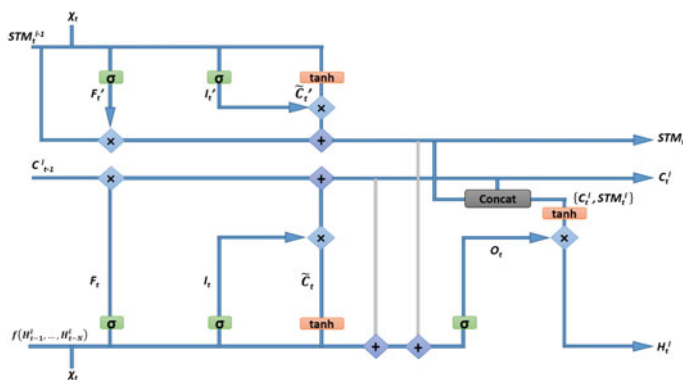 χₜ
STMₜˡ⁻¹
σ σ tanh
Fₜ′ Iₜ′ C̃ₜ′
×
× + STMₜ
Cˡₜ₋₁ × + Cₜˡ
Concat {Cₜˡ, STMₜˡ}
tanh
× Oₜ ×
Fₜ Iₜ C̃ₜ
σ σ tanh σ
f(Hˡₜ₋₁, ..., Hˡₜ₋N) + + Hₜˡ
χₜ